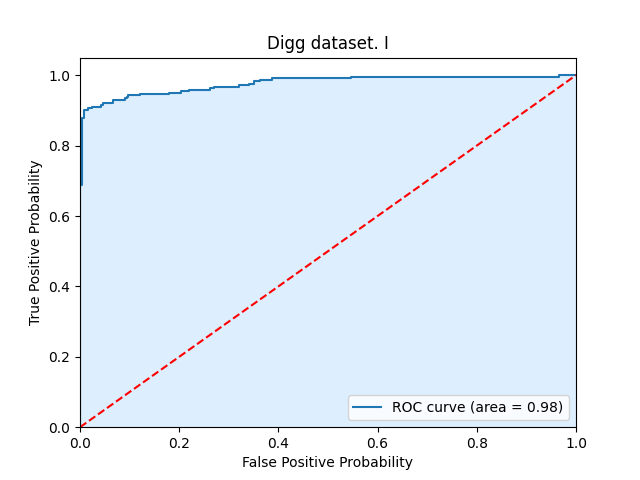 Digg dataset. I
1.0
0.8
0.6
0.4
0.2
0.0
True Positive Probability
ROC curve (area = 0.98)
0.0 0.2 0.4 0.6 0.8 1.0
False Positive Probability